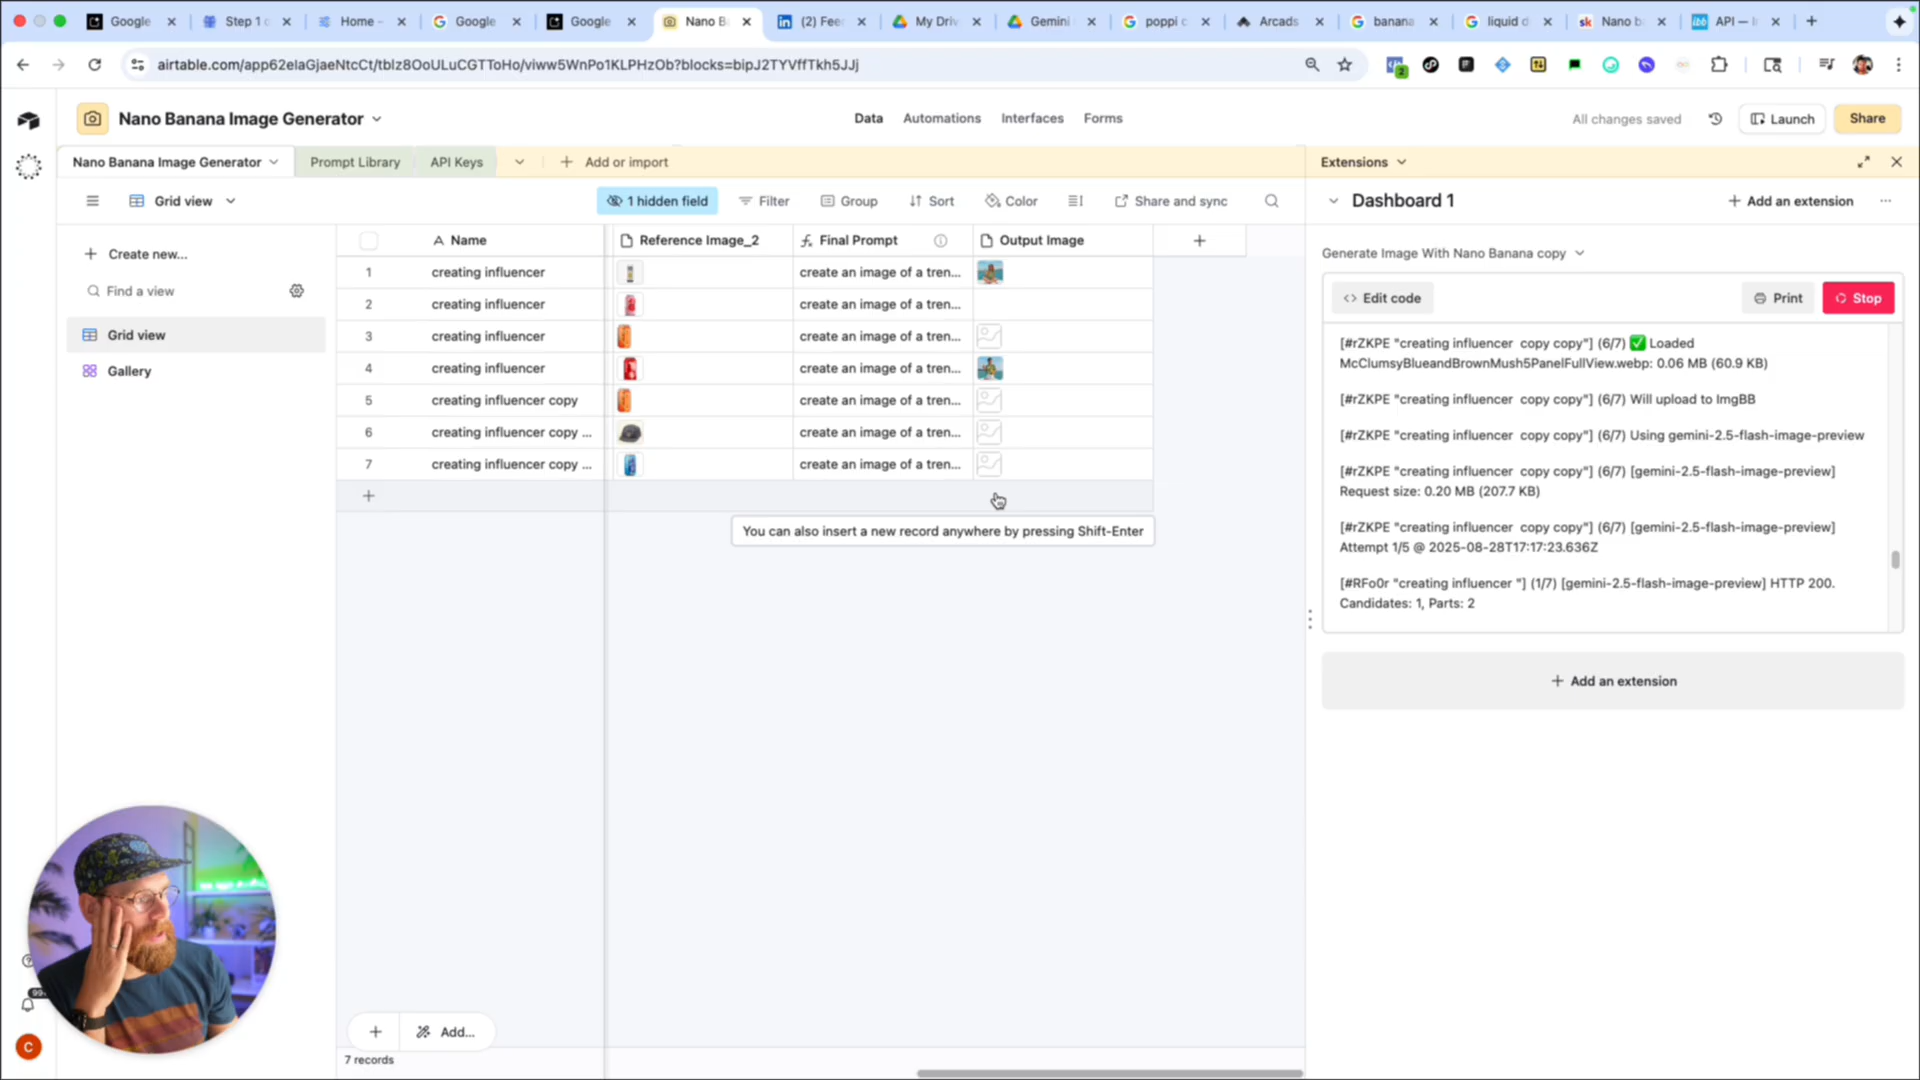 Google
Step 1 o
Home –
Google
Google
Nano B
(2) Fee
My Driv
Gemini
poppi c
Arcads
banana
liquid d
Nano b
API — I
airtable.com/app62elaGjaeNtcCt/tblz8OoULuCGTToHo/viww5WnPo1KLPHzOb?blocks=bipJ2TYVffTkh5JJj
2
Nano Banana Image Generator
Data
Automations
Interfaces
Forms
All changes saved
Launch
Share
Nano Banana Image Generator
Prompt Library
API Keys
Add or import
Extensions
Grid view
1 hidden field
Filter
Group
Sort
Color
Share and sync
Dashboard 1
Add an extension
Create new...
Find a view
Grid view
Gallery
Name
Reference Image_2
Final Prompt
Output Image
1 creating influencer create an image of a tren...
2 creating influencer create an image of a tren...
3 creating influencer create an image of a tren...
4 creating influencer create an image of a tren...
5 creating influencer copy create an image of a tren...
6 creating influencer copy ... create an image of a tren...
7 creating influencer copy ... create an image of a tren...
You can also insert a new record anywhere by pressing Shift-Enter
Generate Image With Nano Banana copy
Edit code
Print
Stop
[#rZKPE "creating influencer copy copy"] (6/7) ✅ Loaded
McClumsyBlueandBrownMush5PanelFullView.webp: 0.06 MB (60.9 KB)
[#rZKPE "creating influencer copy copy"] (6/7) Will upload to ImgBB
[#rZKPE "creating influencer copy copy"] (6/7) Using gemini-2.5-flash-image-preview
[#rZKPE "creating influencer copy copy"] (6/7) [gemini-2.5-flash-image-preview]
Request size: 0.20 MB (207.7 KB)
[#rZKPE "creating influencer copy copy"] (6/7) [gemini-2.5-flash-image-preview]
Attempt 1/5 @ 2025-08-28T17:17:23.636Z
[#RFo0r "creating influencer "] (1/7) [gemini-2.5-flash-image-preview] HTTP 200.
Candidates: 1, Parts: 2
Add an extension
99+
C
Add...
7 records